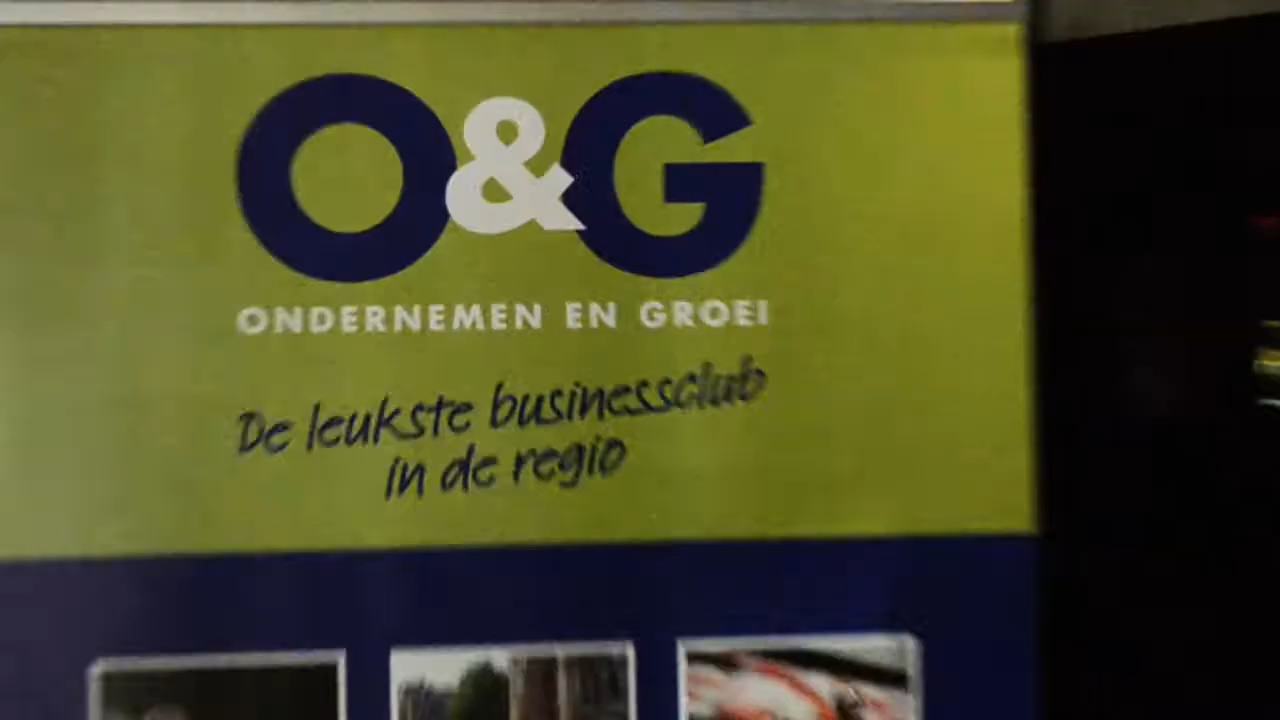 O&G
ONDERNEMEN EN GROEI
De leukste businessclub
in de regio